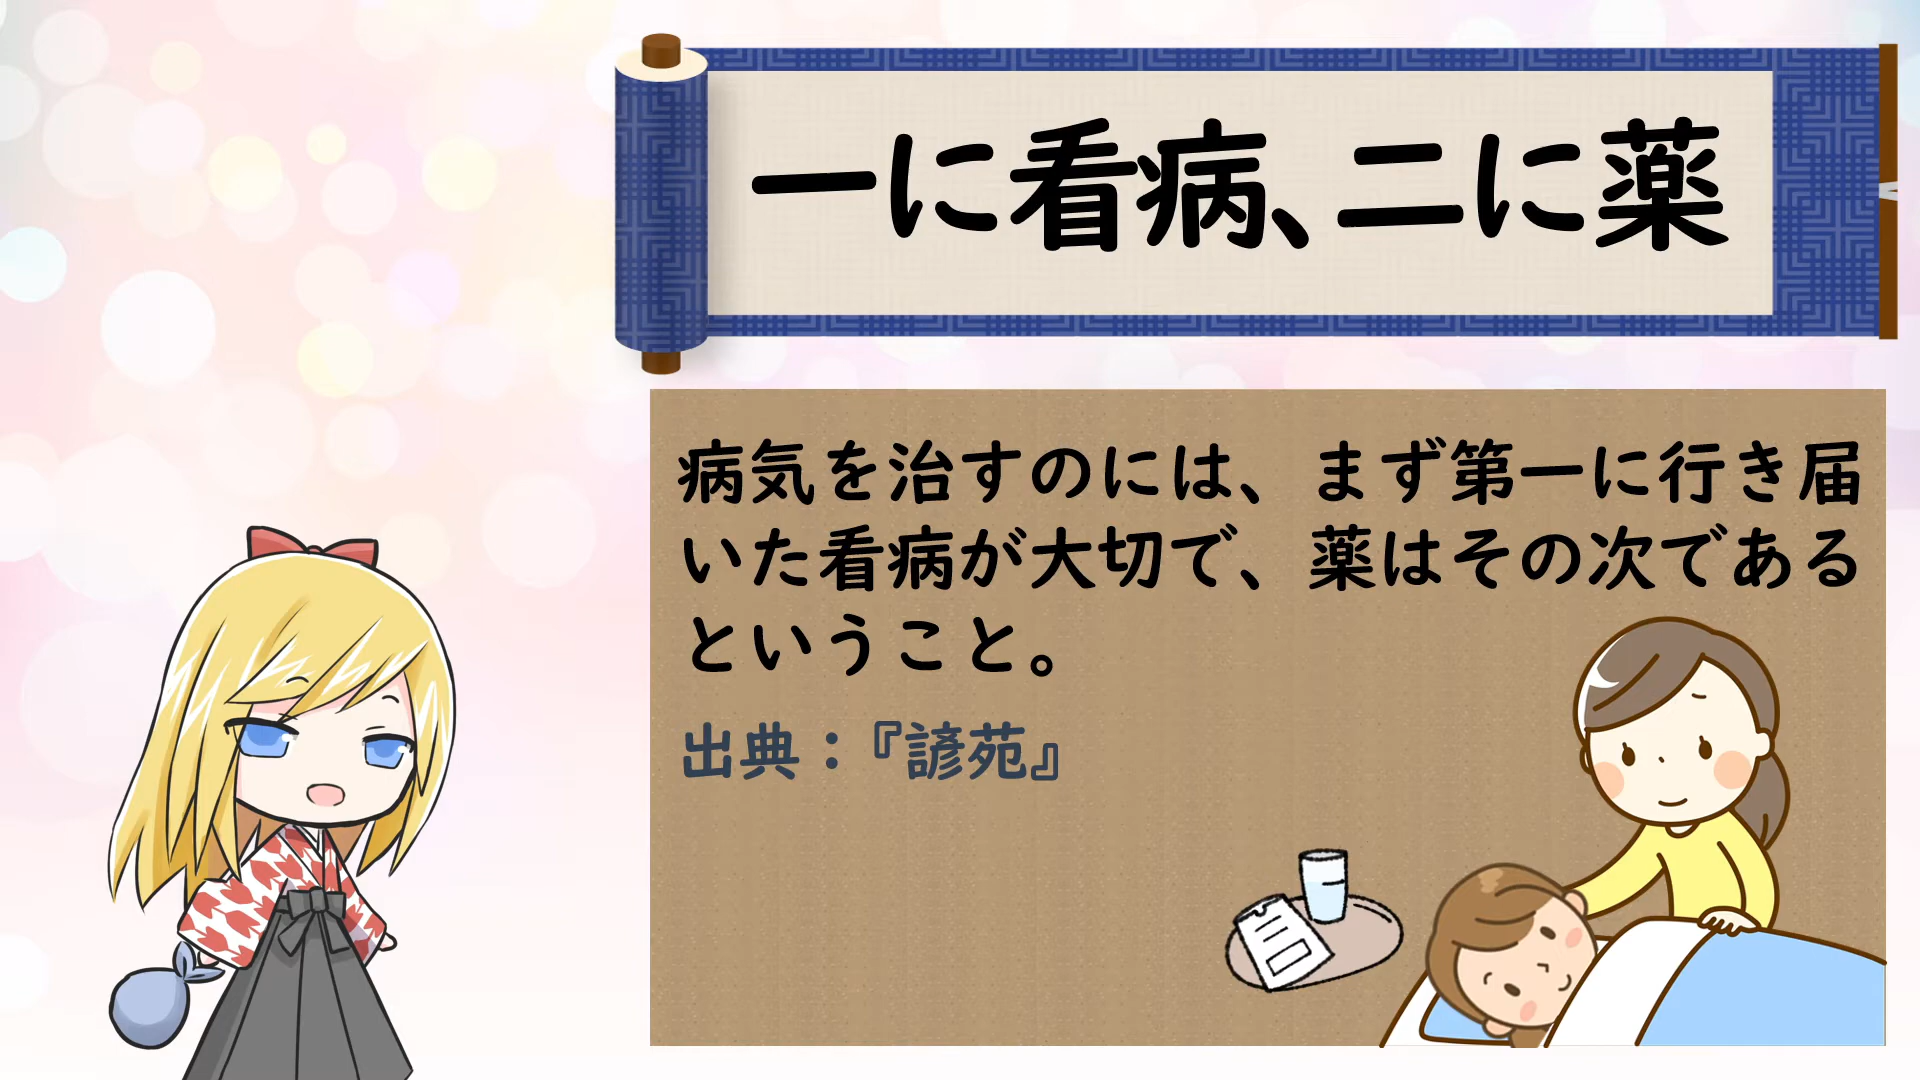 一に看病、二に薬
病気を治すのには、まず第一に行き届
いた看病が大切で、薬はその次である
ということ。
出典：『諺苑』